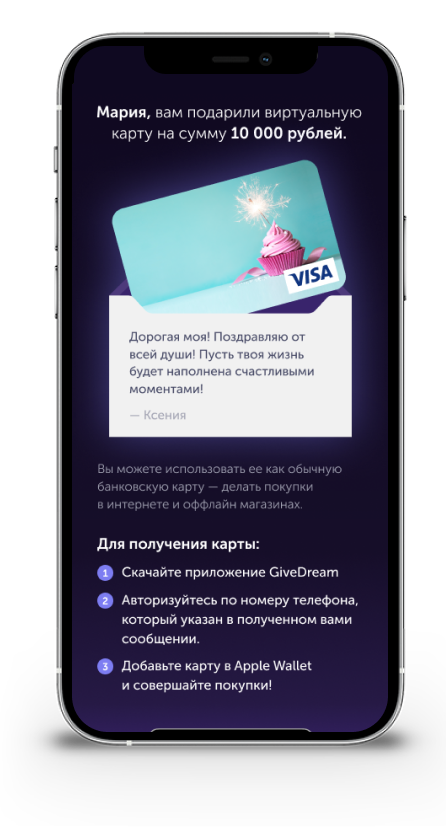 Мария, вам подарили виртуальную
карту на сумму 10 000 рублей.
VISA
Дорогая моя! Поздравляю от
всей души! Пусть твоя жизнь
будет наполнена счастливыми
моментами!
— Ксения
Вы можете использовать ее как обычную
банковскую карту — делать покупки
в интернете и оффлайн магазинах.
Для получения карты:
1 Скачайте приложение GiveDream
2 Авторизуйтесь по номеру телефона,
который указан в полученном вами
сообщении.
3 Добавьте карту в Apple Wallet
и совершайте покупки!